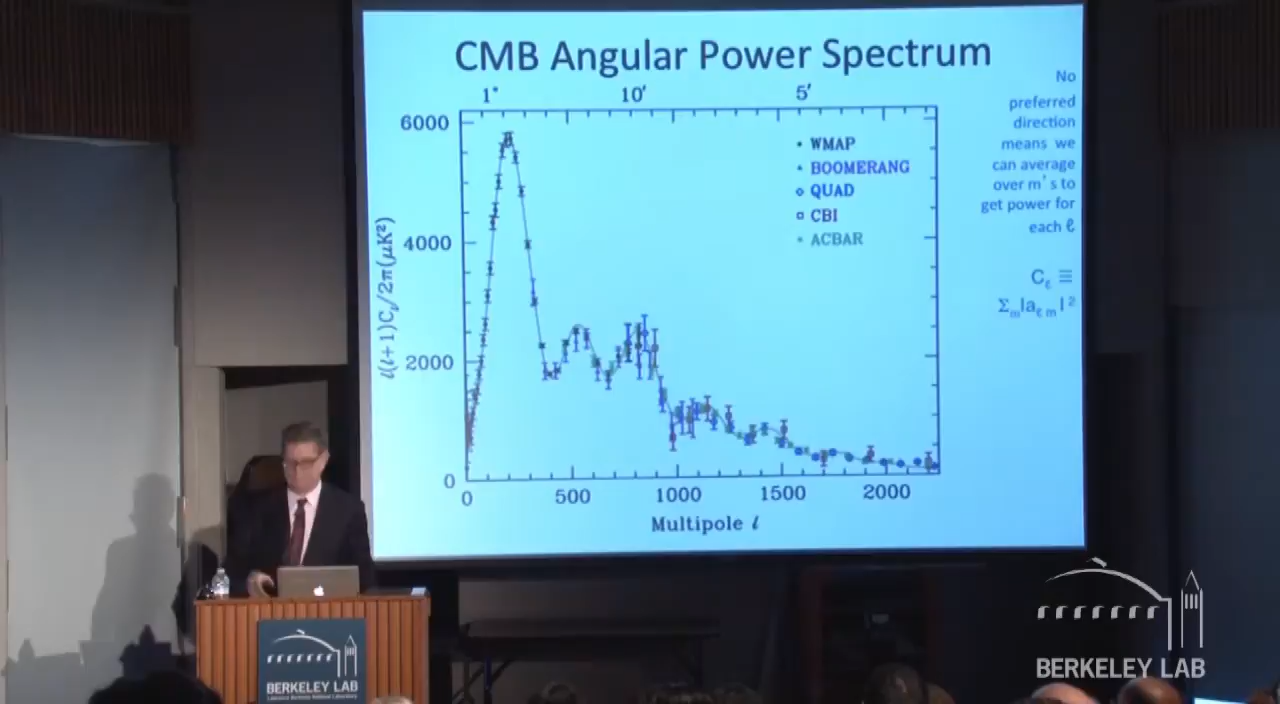 CMB Angular Power Spectrum
1° 10′ 5′
6000
4000
2000
0
ℓ(ℓ+1)Cℓ/2π(μK²)
WMAP
BOOMERANG
QUAD
CBI
ACBAR
0 500 1000 1500 2000
Multipole ℓ
No
preferred
direction
means we
can average
over m's to
get power for
each ℓ
Cℓ ≡
Σm|aℓm|²
BERKELEY LAB
BERKELEY LAB